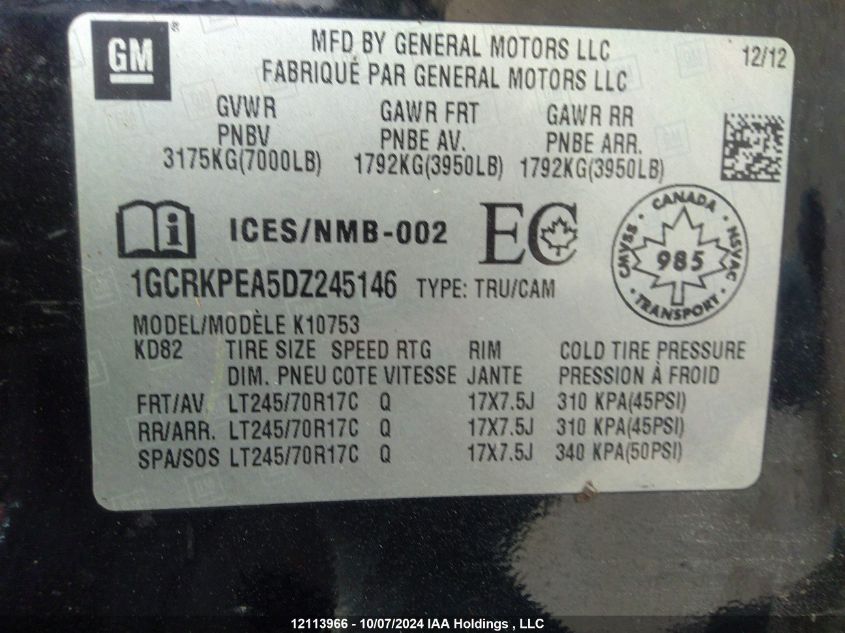 GM
®
MFD BY GENERAL MOTORS LLC
12/12
FABRIQUÉ PAR GENERAL MOTORS LLC
GVWR GAWR FRT GAWR RR
PNBV PNBE AV. PNBE ARR.
3175KG(7000LB) 1792KG(3950LB) 1792KG(3950LB)
i ICES/NMB-002 EC
CANADA
CMVSS • NSVAC
985
TRANSPORT
1GCRKPEA5DZ245146 TYPE: TRU/CAM
MODEL/MODÈLE K10753
KD82 TIRE SIZE SPEED RTG RIM COLD TIRE PRESSURE
DIM. PNEU COTE VITESSE JANTE PRESSION À FROID
FRT/AV LT245/70R17C Q 17X7.5J 310 KPA(45PSI)
RR/ARR. LT245/70R17C Q 17X7.5J 310 KPA(45PSI)
SPA/SOS LT245/70R17C Q 17X7.5J 340 KPA(50PSI)
12113966 - 10/07/2024 IAA Holdings , LLC